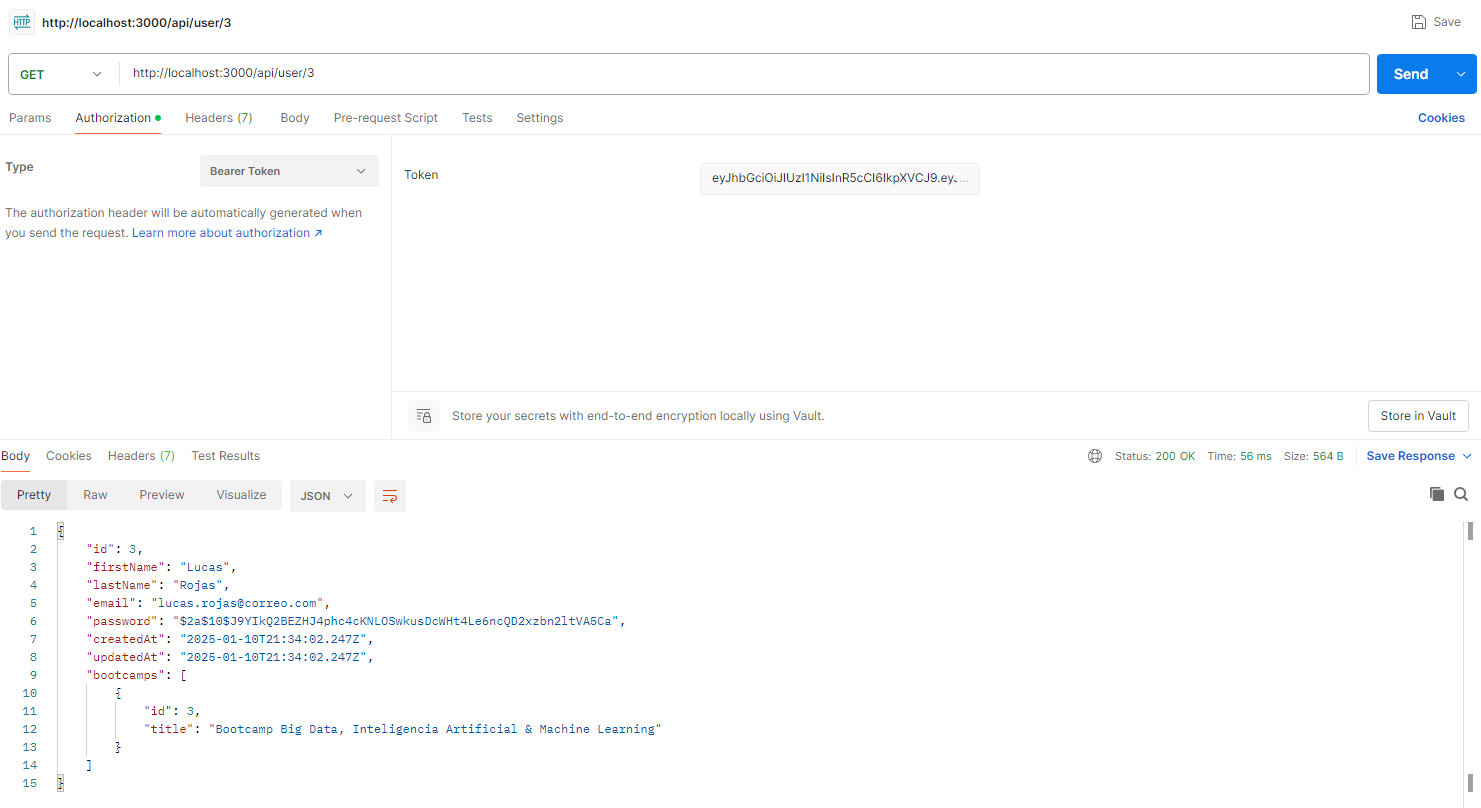 HTTP http://localhost:3000/api/user/3 Save
GET http://localhost:3000/api/user/3 Send
Params Authorization Headers (7) Body Pre-request Script Tests Settings Cookies
Type Bearer Token
The authorization header will be automatically generated when
you send the request. Learn more about authorization ↗
Token eyJhbGciOiJIUzI1NiIsInR5cCI6IkpXVCJ9.eyJ...
Store your secrets with end-to-end encryption locally using Vault. Store in Vault
Body Cookies Headers (7) Test Results Status: 200 OK Time: 56 ms Size: 564 B Save Response
Pretty Raw Preview Visualize JSON
1 {
2 "id": 3,
3 "firstName": "Lucas",
4 "lastName": "Rojas",
5 "email": "lucas.rojas@correo.com",
6 "password": "$2a$10$J9YIkQ2BEZHJ4phc4cKNLOSwkusDcWHt4Le6ncQD2xzbn2ltVA5Ca",
7 "createdAt": "2025-01-10T21:34:02.247Z",
8 "updatedAt": "2025-01-10T21:34:02.247Z",
9 "bootcamps": [
10 {
11 "id": 3,
12 "title": "Bootcamp Big Data, Inteligencia Artificial & Machine Learning"
13 }
14 ]
15 }